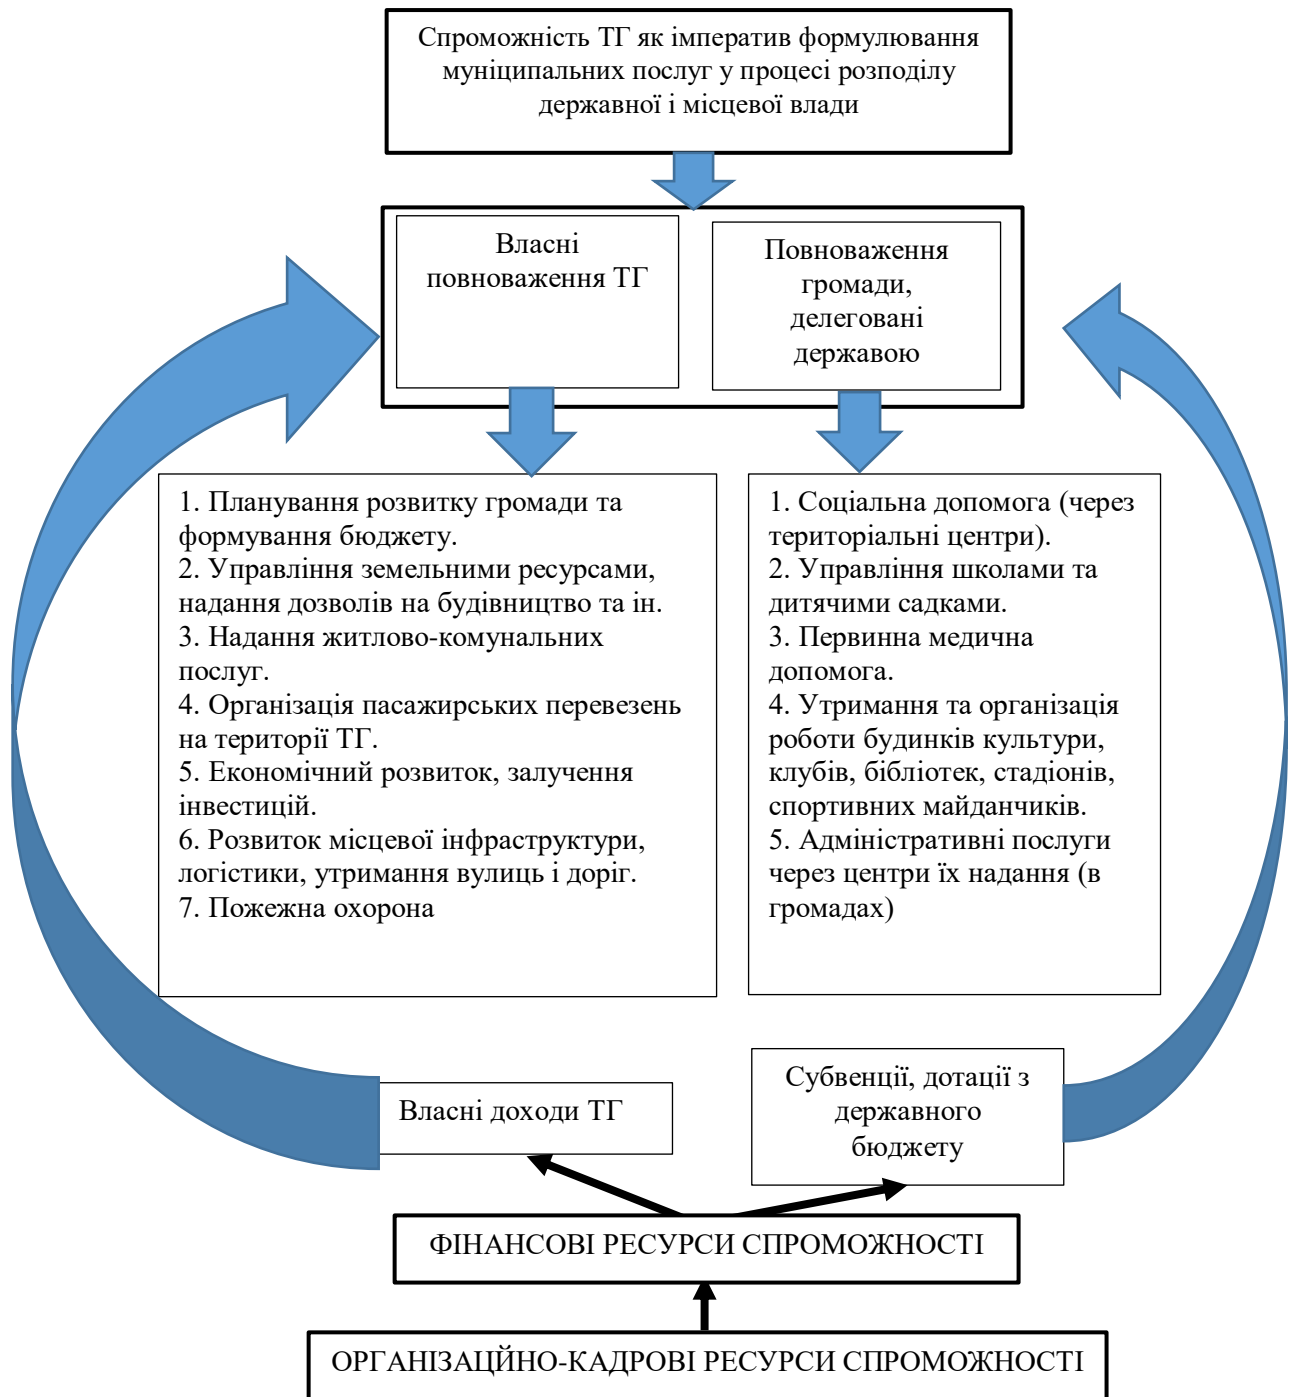 Спроможність ТГ як імператив формулювання
муніципальних послуг у процесі розподілу
державної і місцевої влади
Власні
повноваження ТГ
Повноваження
громади,
делеговані
державою
1. Планування розвитку громади та
формування бюджету.
2. Управління земельними ресурсами,
надання дозволів на будівництво та ін.
3. Надання житлово-комунальних
послуг.
4. Організація пасажирських перевезень
на території ТГ.
5. Економічний розвиток, залучення
інвестицій.
6. Розвиток місцевої інфраструктури,
логістики, утримання вулиць і доріг.
7. Пожежна охорона
1. Соціальна допомога (через
територіальні центри).
2. Управління школами та
дитячими садками.
3. Первинна медична
допомога.
4. Утримання та організація
роботи будинків культури,
клубів, бібліотек, стадіонів,
спортивних майданчиків.
5. Адміністративні послуги
через центри їх надання (в
громадах)
Власні доходи ТГ
Субвенції, дотації з
державного
бюджету
ФІНАНСОВІ РЕСУРСИ СПРОМОЖНОСТІ
ОРГАНІЗАЦЙНО-КАДРОВІ РЕСУРСИ СПРОМОЖНОСТІ